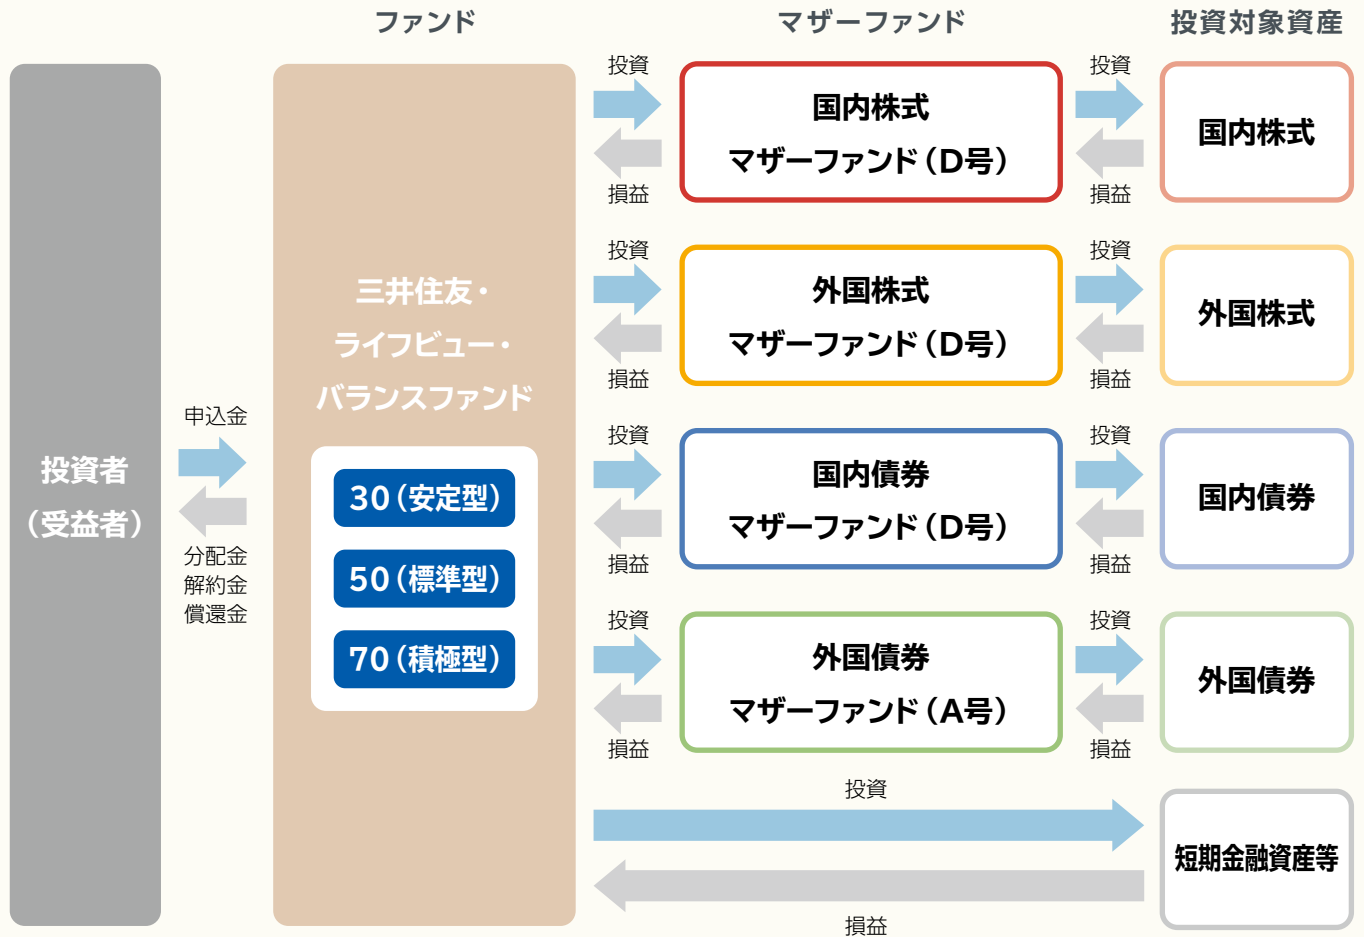 ファンド
マザーファンド
投資対象資産
投資者
（受益者）
申込金
分配金
解約金
償還金
三井住友・
ライフビュー・
バランスファンド
30（安定型）
50（標準型）
70（積極型）
投資
損益
国内株式
マザーファンド（D号）
投資
損益
国内株式
投資
損益
外国株式
マザーファンド（D号）
投資
損益
外国株式
投資
損益
国内債券
マザーファンド（D号）
投資
損益
国内債券
投資
損益
外国債券
マザーファンド（A号）
投資
損益
外国債券
投資
損益
短期金融資産等